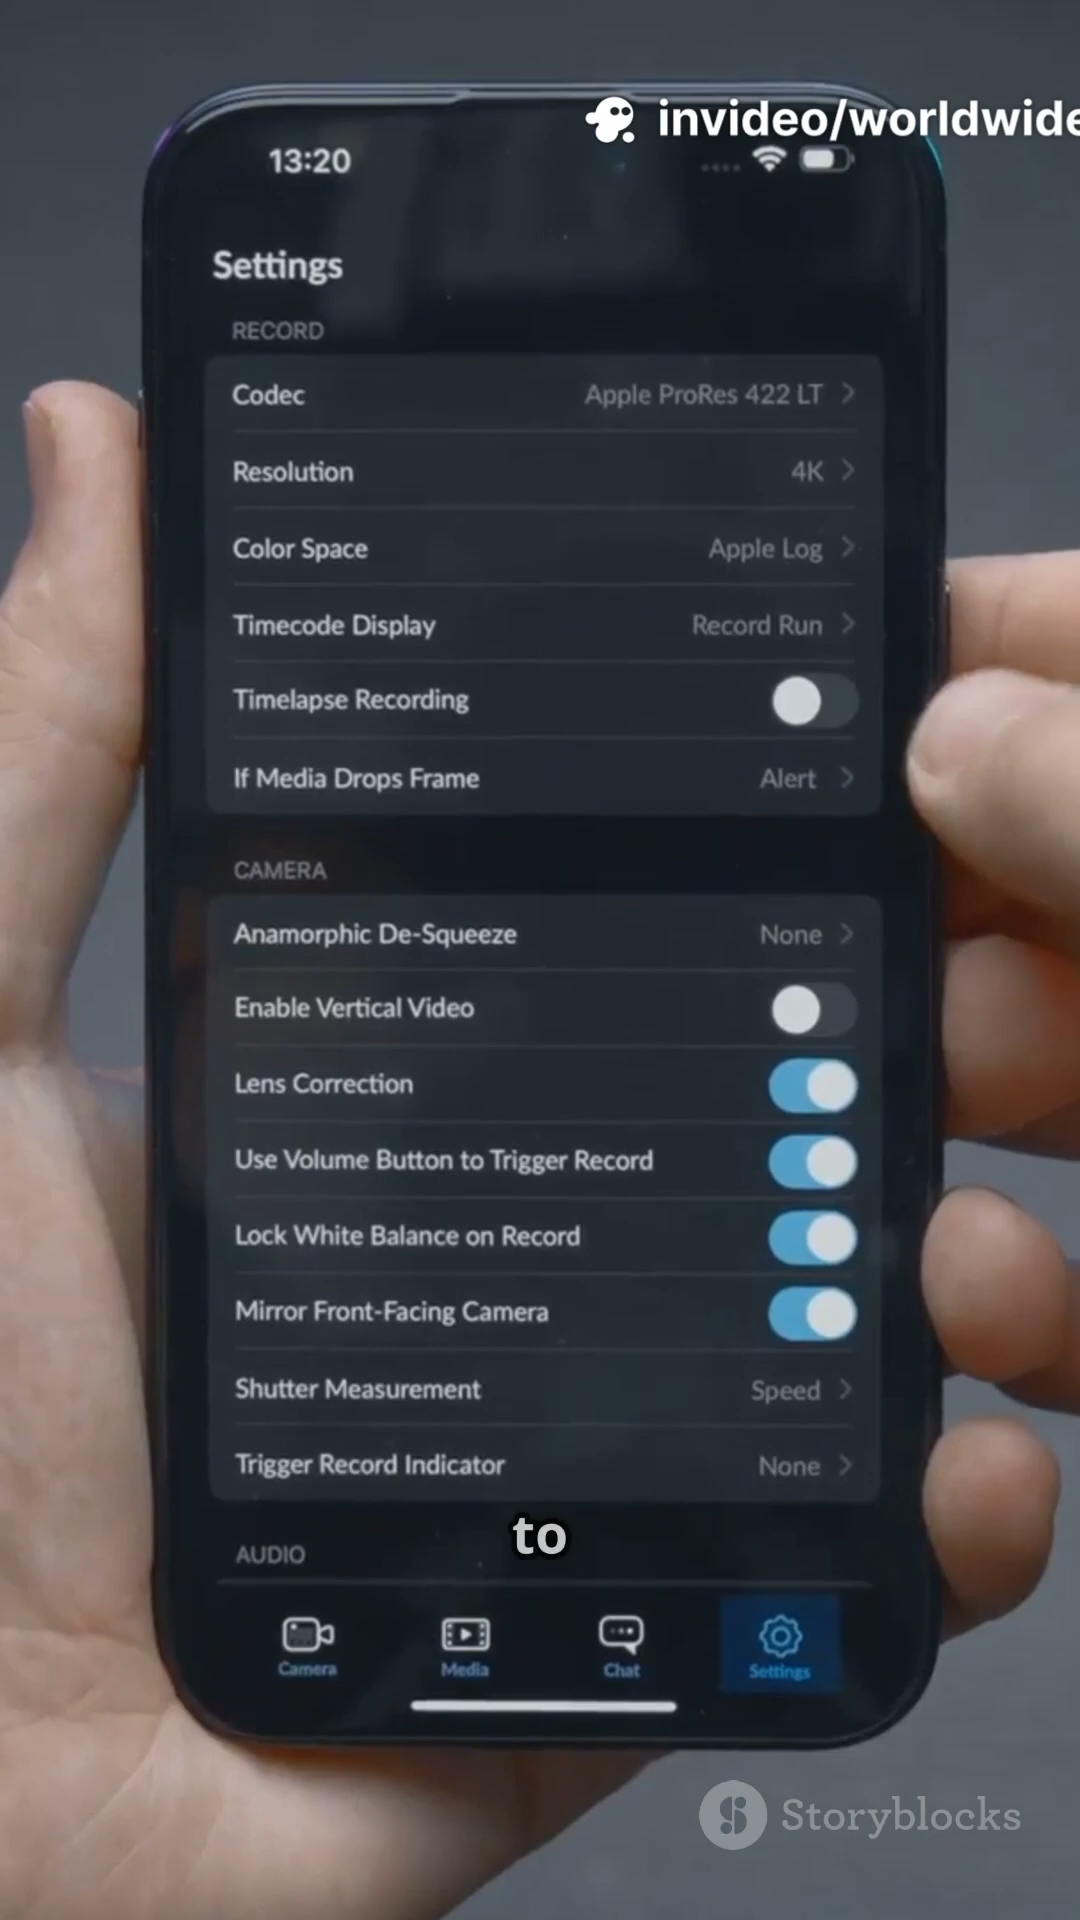 invideo/worldwide
13:20
Settings
RECORD
Codec Apple ProRes 422 LT
Resolution 4K
Color Space Apple Log
Timecode Display Record Run
Timelapse Recording
If Media Drops Frame Alert
CAMERA
Anamorphic De-Squeeze None
Enable Vertical Video
Lens Correction
Use Volume Button to Trigger Record
Lock White Balance on Record
Mirror Front-Facing Camera
Shutter Measurement Speed
Trigger Record Indicator None
to
AUDIO
Camera Media Chat Settings
Storyblocks